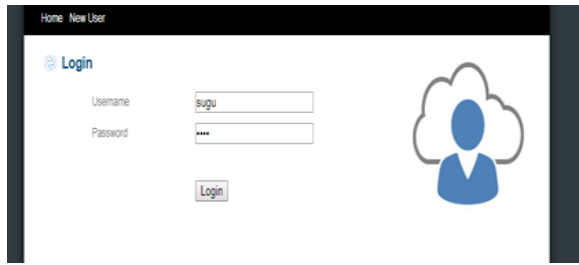 Home New User
Login
Username sugu
Password ••••
Login